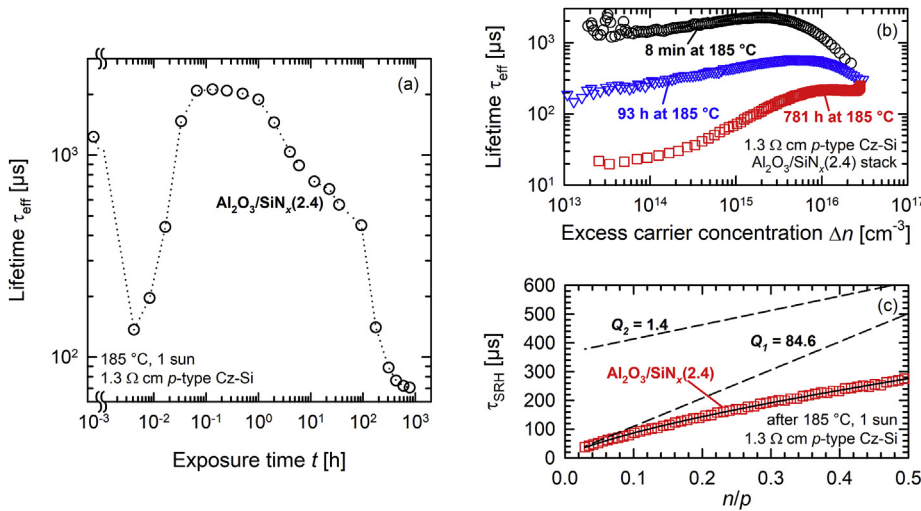 (a)
Lifetime τeff [µs]
10³
10²
Al₂O₃/SiNₓ(2.4)
185 °C, 1 sun
1.3 Ω cm p-type Cz-Si
10⁻³ 10⁻² 10⁻¹ 10⁰ 10¹ 10² 10³
Exposure time t [h]
(b)
Lifetime τeff [µs]
10³
10²
10¹
8 min at 185 °C
93 h at 185 °C
781 h at 185 °C
1.3 Ω cm p-type Cz-Si
Al₂O₃/SiNₓ(2.4) stack
10¹³ 10¹⁴ 10¹⁵ 10¹⁶ 10¹⁷
Excess carrier concentration Δn [cm⁻³]
(c)
τSRH [µs]
600
500
400
300
200
100
0
Q₂ = 1.4
Q₁ = 84.6
Al₂O₃/SiNₓ(2.4)
after 185 °C, 1 sun
1.3 Ω cm p-type Cz-Si
0.0 0.1 0.2 0.3 0.4 0.5
n/p